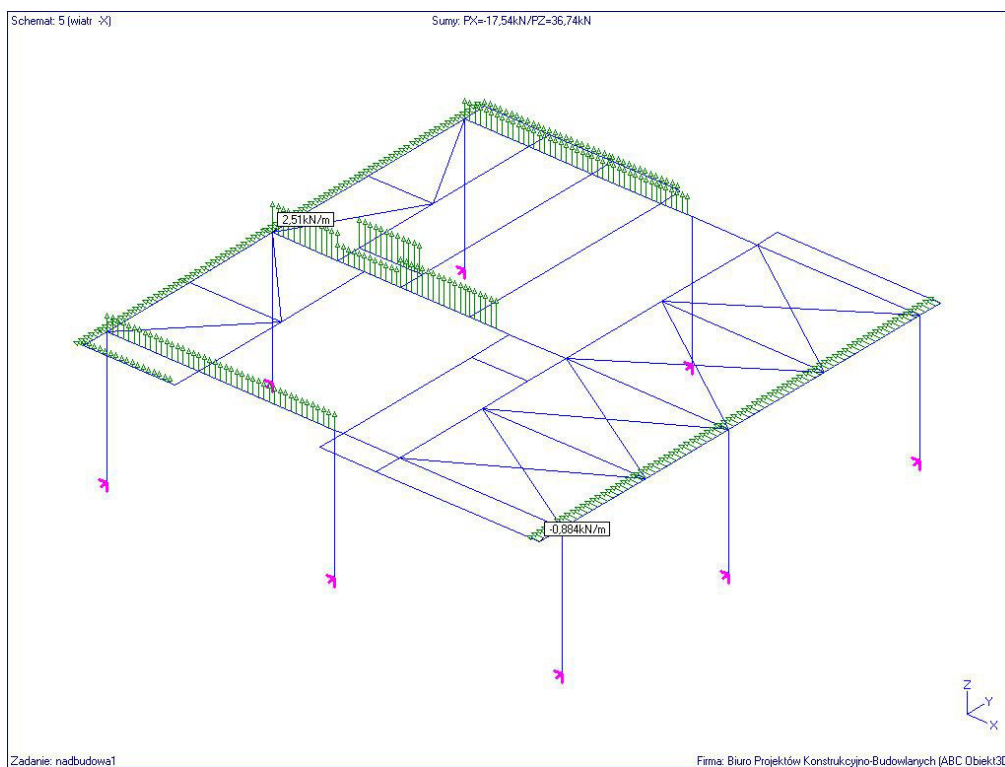 Schemat: 5 (wiatr -X)
Sumy: PX=-17,54kN/PZ=36,74kN
2,51kN/m
-0,884kN/m
Z
Y
X
Zadanie: nadbudowa1
Firma: Biuro Projektów Konstrukcyjno-Budowlanych (ABC Obiekt3D